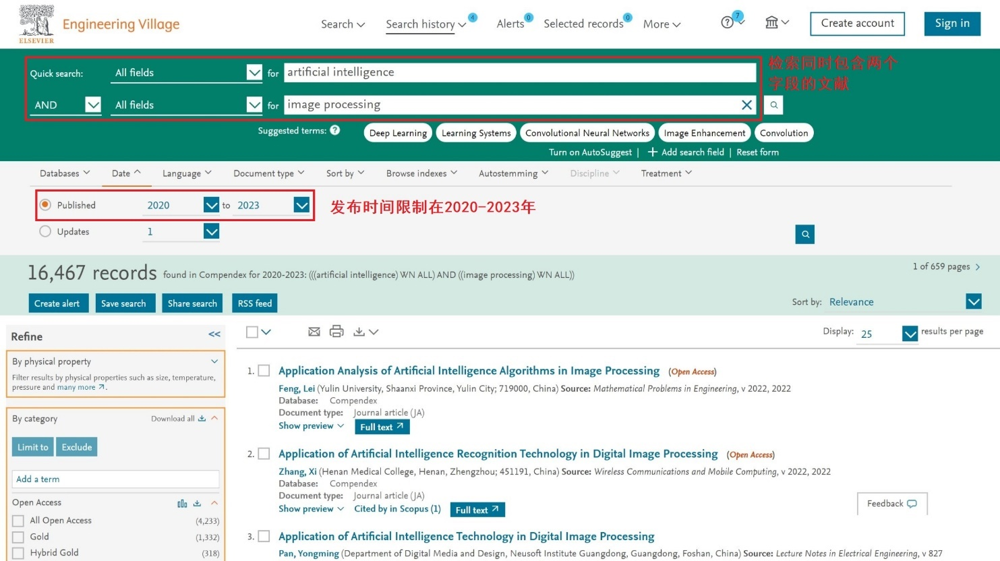 ELSEVIER
Engineering Village
Search
Search history 4
Alerts 0
Selected records 0
More
? 7
Create account
Sign in
Quick search: All fields for artificial intelligence
AND All fields for image processing
检索同时包含两个
字段的文献
Suggested terms: ? Deep Learning Learning Systems Convolutional Neural Networks Image Enhancement Convolution
Turn on AutoSuggest | + Add search field | Reset form
Databases Date Language Document type Sort by Browse indexes Autostemming Discipline Treatment
Published 2020 to 2023
发布时间限制在2020-2023年
Updates 1
16,467 records found in Compendex for 2020-2023: (((artificial intelligence) WN ALL) AND ((image processing) WN ALL))
1 of 659 pages >
Create alert Save search Share search RSS feed
Sort by: Relevance
Refine <<
Display: 25 results per page
By physical property
Filter results by physical properties such as size, temperature,
pressure and many more ↗.
By category Download all
Limit to Exclude
Add a term
Open Access
All Open Access (4,233)
Gold (1,332)
Hybrid Gold (318)
1. Application Analysis of Artificial Intelligence Algorithms in Image Processing (Open Access)
Feng, Lei (Yulin University, Shaanxi Province, Yulin City; 719000, China) Source: Mathematical Problems in Engineering, v 2022, 2022
Database: Compendex
Document type: Journal article (JA)
Show preview Full text ↗
2. Application of Artificial Intelligence Recognition Technology in Digital Image Processing (Open Access)
Zhang, Xi (Henan Medical College, Henan, Zhengzhou; 451191, China) Source: Wireless Communications and Mobile Computing, v 2022, 2022
Database: Compendex
Document type: Journal article (JA)
Show preview Cited by in Scopus (1) Full text ↗
Feedback
3. Application of Artificial Intelligence Technology in Digital Image Processing
Pan, Yongming (Department of Digital Media and Design, Neusoft Institute Guangdong, Guangdong, Foshan, China) Source: Lecture Notes in Electrical Engineering, v 827